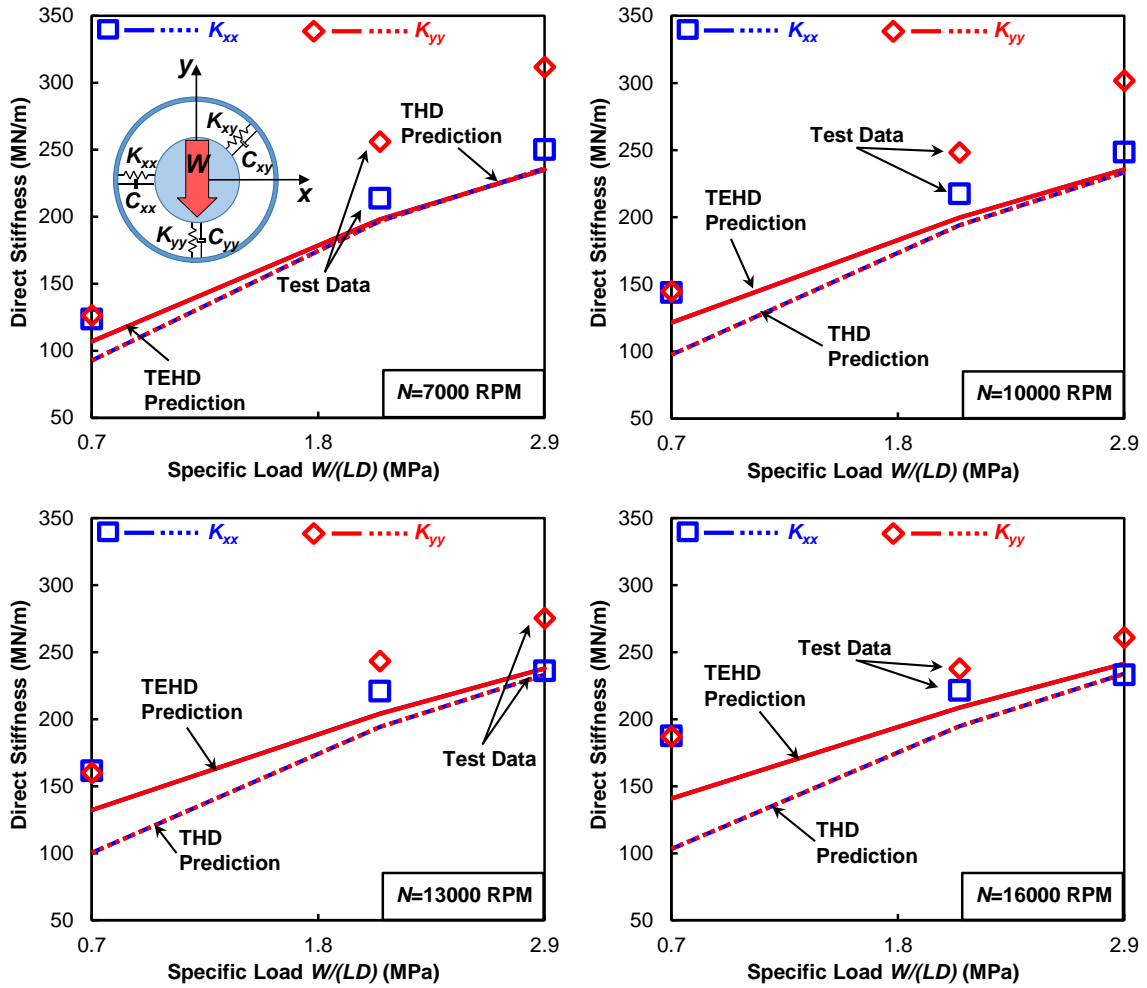 350
300
250
200
150
100
50
Direct Stiffness (MN/m)
Kxx
Kyy
y
x
W
Kxy
Cxy
Kxx
Cxx
Kyy
Cyy
THD
Prediction
Test Data
TEHD
Prediction
N=7000 RPM
0.7 1.8 2.9
Specific Load W/(LD) (MPa)
350
300
250
200
150
100
50
Direct Stiffness (MN/m)
Kxx
Kyy
Test Data
TEHD
Prediction
THD
Prediction
N=10000 RPM
0.7 1.8 2.9
Specific Load W/(LD) (MPa)
350
300
250
200
150
100
50
Direct Stiffness (MN/m)
Kxx
Kyy
TEHD
Prediction
Test Data
THD
Prediction
N=13000 RPM
0.7 1.8 2.9
Specific Load W/(LD) (MPa)
350
300
250
200
150
100
50
Direct Stiffness (MN/m)
Kxx
Kyy
Test Data
TEHD
Prediction
THD
Prediction
N=16000 RPM
0.7 1.8 2.9
Specific Load W/(LD) (MPa)